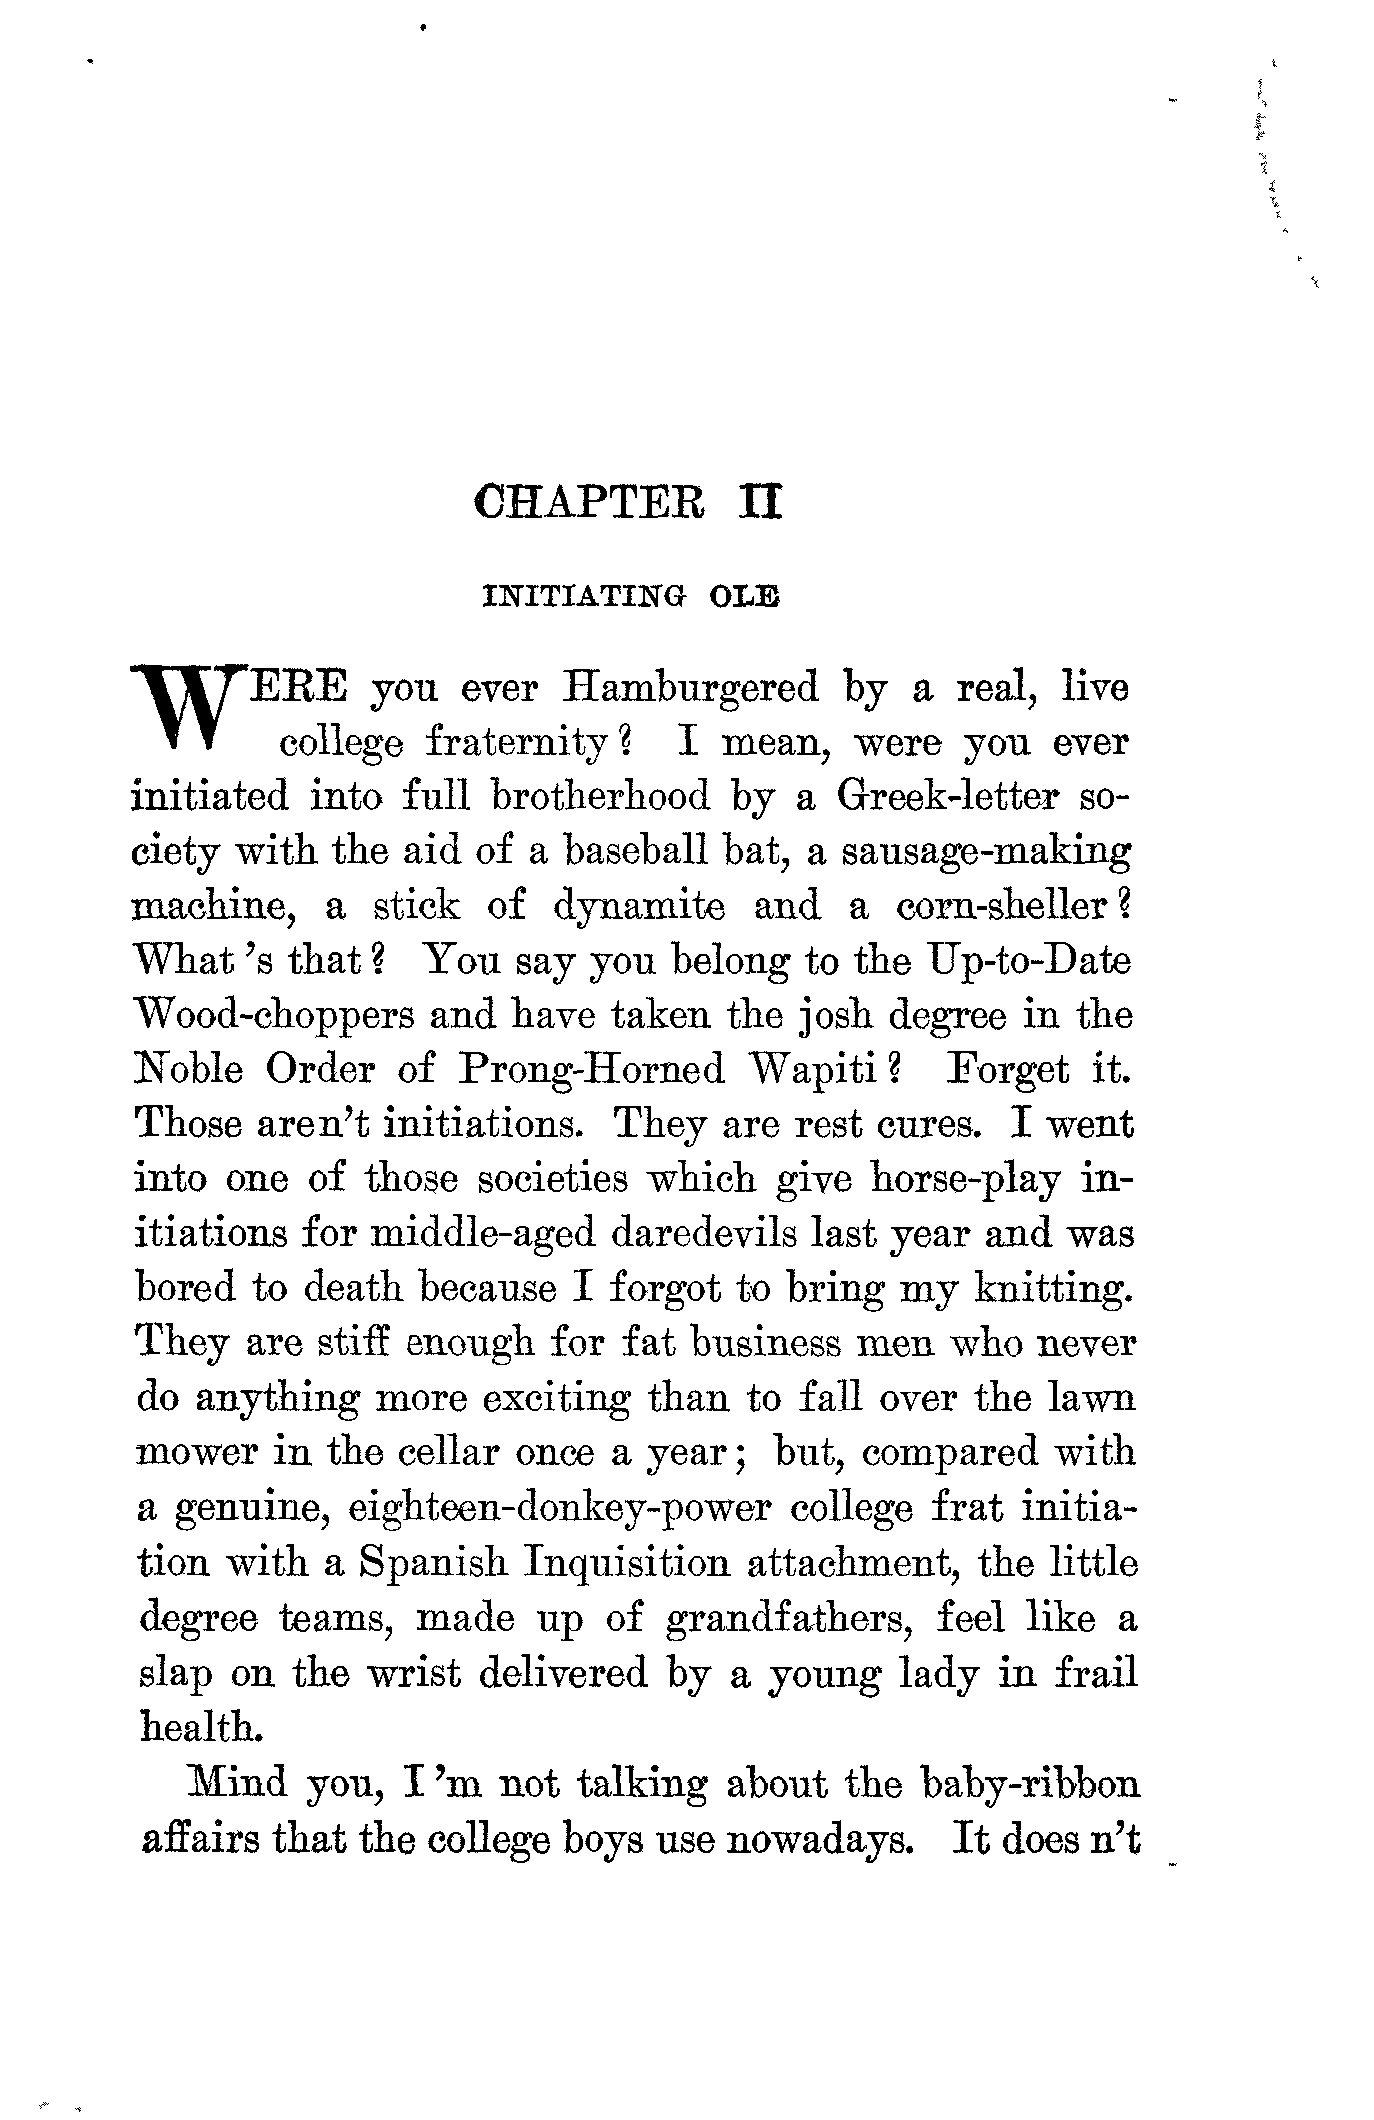 CHAPTER II
INITIATING OLE
WERE you ever Hamburgered by a real, live
college fraternity? I mean, were you ever
initiated into full brotherhood by a Greek-letter so-
ciety with the aid of a baseball bat, a sausage-making
machine, a stick of dynamite and a corn-sheller?
What 's that? You say you belong to the Up-to-Date
Wood-choppers and have taken the josh degree in the
Noble Order of Prong-Horned Wapiti? Forget it.
Those aren't initiations. They are rest cures. I went
into one of those societies which give horse-play in-
itiations for middle-aged daredevils last year and was
bored to death because I forgot to bring my knitting.
They are stiff enough for fat business men who never
do anything more exciting than to fall over the lawn
mower in the cellar once a year; but, compared with
a genuine, eighteen-donkey-power college frat initia-
tion with a Spanish Inquisition attachment, the little
degree teams, made up of grandfathers, feel like a
slap on the wrist delivered by a young lady in frail
health.
Mind you, I 'm not talking about the baby-ribbon
affairs that the college boys use nowadays. It does n't